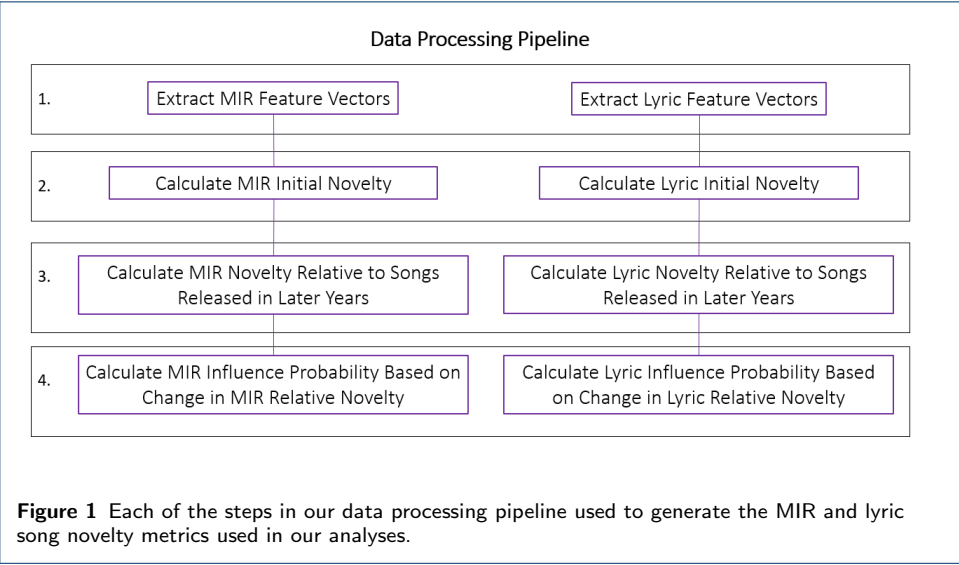 Data Processing Pipeline
1.
Extract MIR Feature Vectors
Extract Lyric Feature Vectors
2.
Calculate MIR Initial Novelty
Calculate Lyric Initial Novelty
3.
Calculate MIR Novelty Relative to Songs
Released in Later Years
Calculate Lyric Novelty Relative to Songs
Released in Later Years
4.
Calculate MIR Influence Probability Based on
Change in MIR Relative Novelty
Calculate Lyric Influence Probability Based
on Change in Lyric Relative Novelty
Figure 1 Each of the steps in our data processing pipeline used to generate the MIR and lyric
song novelty metrics used in our analyses.